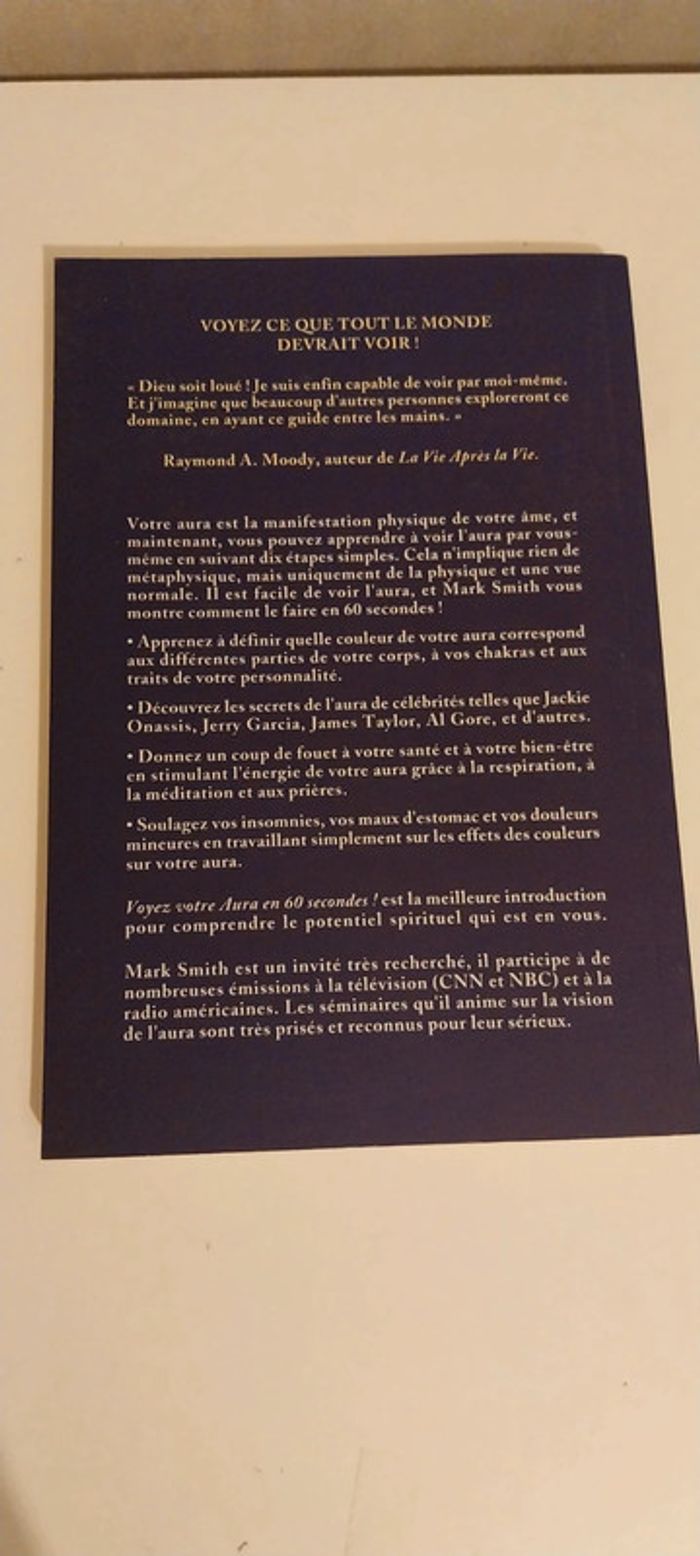 VOYEZ CE QUE TOUT LE MONDE
DEVRAIT VOIR !
« Dieu soit loué ! Je suis enfin capable de voir par moi-même.
Et j'imagine que beaucoup d'autres personnes exploreront ce
domaine, en ayant ce guide entre les mains. »
Raymond A. Moody, auteur de La Vie Après la Vie.
Votre aura est la manifestation physique de votre âme, et
maintenant, vous pouvez apprendre à voir l'aura par vous-
même en suivant dix étapes simples. Cela n'implique rien de
métaphysique, mais uniquement de la physique et une vue
normale. Il est facile de voir l'aura, et Mark Smith vous
montre comment le faire en 60 secondes !
• Apprenez à définir quelle couleur de votre aura correspond
aux différentes parties de votre corps, à vos chakras et aux
traits de votre personnalité.
• Découvrez les secrets de l'aura de célébrités telles que Jackie
Onassis, Jerry Garcia, James Taylor, Al Gore, et d'autres.
• Donnez un coup de fouet à votre santé et à votre bien-être
en stimulant l'énergie de votre aura grâce à la respiration, à
la méditation et aux prières.
• Soulagez vos insomnies, vos maux d'estomac et vos douleurs
mineures en travaillant simplement sur les effets des couleurs
sur votre aura.
Voyez votre Aura en 60 secondes ! est la meilleure introduction
pour comprendre le potentiel spirituel qui est en vous.
Mark Smith est un invité très recherché, il participe à de
nombreuses émissions à la télévision (CNN et NBC) et à la
radio américaines. Les séminaires qu'il anime sur la vision
de l'aura sont très prisés et reconnus pour leur sérieux.